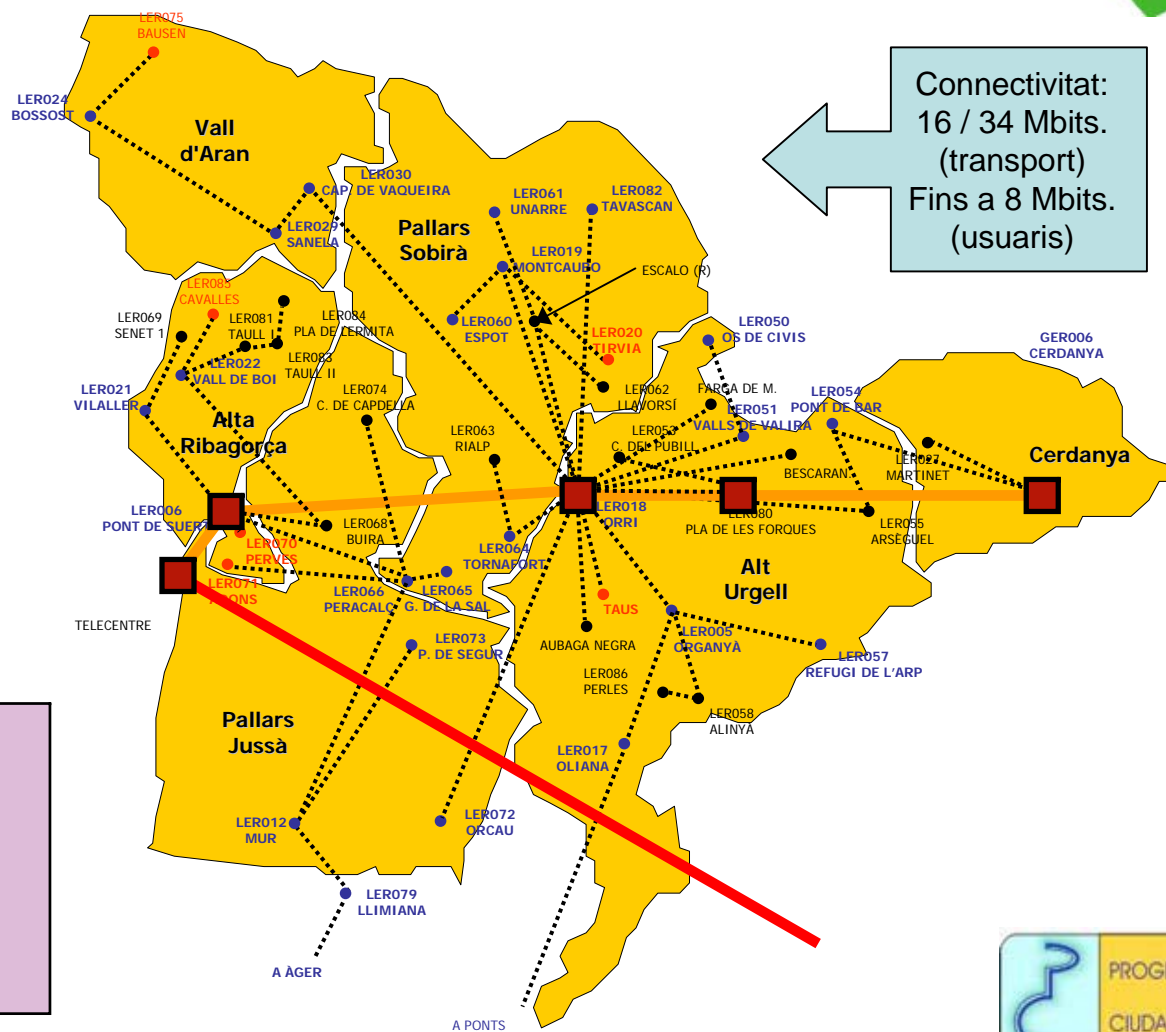 LER075
BAUSEN
Connectivitat:
16 / 34 Mbits.
(transport)
Fins a 8 Mbits.
(usuaris)
LER024
BOSSOST
Vall
d'Aran
LER030
CAP. DE VAQUEIRA
LER029
SANELA
LER061
UNARRE
LER082
TAVASCAN
Pallars
Sobirà
LER019
MONTCAUBO
ESCALO (R)
LER060
ESPOT
LER020
TIRVIA
LER050
OS DE CIVIS
GER006
CERDANYA
LER085
CAVALLES
LER069
SENET 1
LER081
TAULL I
LER084
PLA DE LERMITA
LER083
TAULL II
LER022
VALL DE BOI
LER021
VILALLER
LER074
C. DE CAPDELLA
Alta
Ribagorça
LER062
LLAVORSÍ
FARGA DE M.
LER051
VALLS DE VALIRA
LER054
PONT DE BAR
LER063
RIALP
LER053
C. DEL PUBILL
BESCARAN
LER027
MARTINET
Cerdanya
LER006
PONT DE SUERT
LER068
BUIRA
LER018
ORRI
LER080
PLA DE LES FORQUES
LER055
ARSÈGUEL
LER070
PERVES
LER071
LER064
TORNAFORT
LER066
PERACALÇ
LER065
G. DE LA SAL
Alt
Urgell
TAUS
TELECENTRE
LER073
P. DE SEGUR
AUBAGA NEGRA
LER005
ORGANYÀ
LER057
REFUGI DE L'ARP
LER086
PERLES
LER058
ALINYÀ
Pallars
Jussà
LER017
OLIANA
LER012
MUR
LER072
ORCAU
LER079
LLIMIANA
A ÀGER
A PONTS